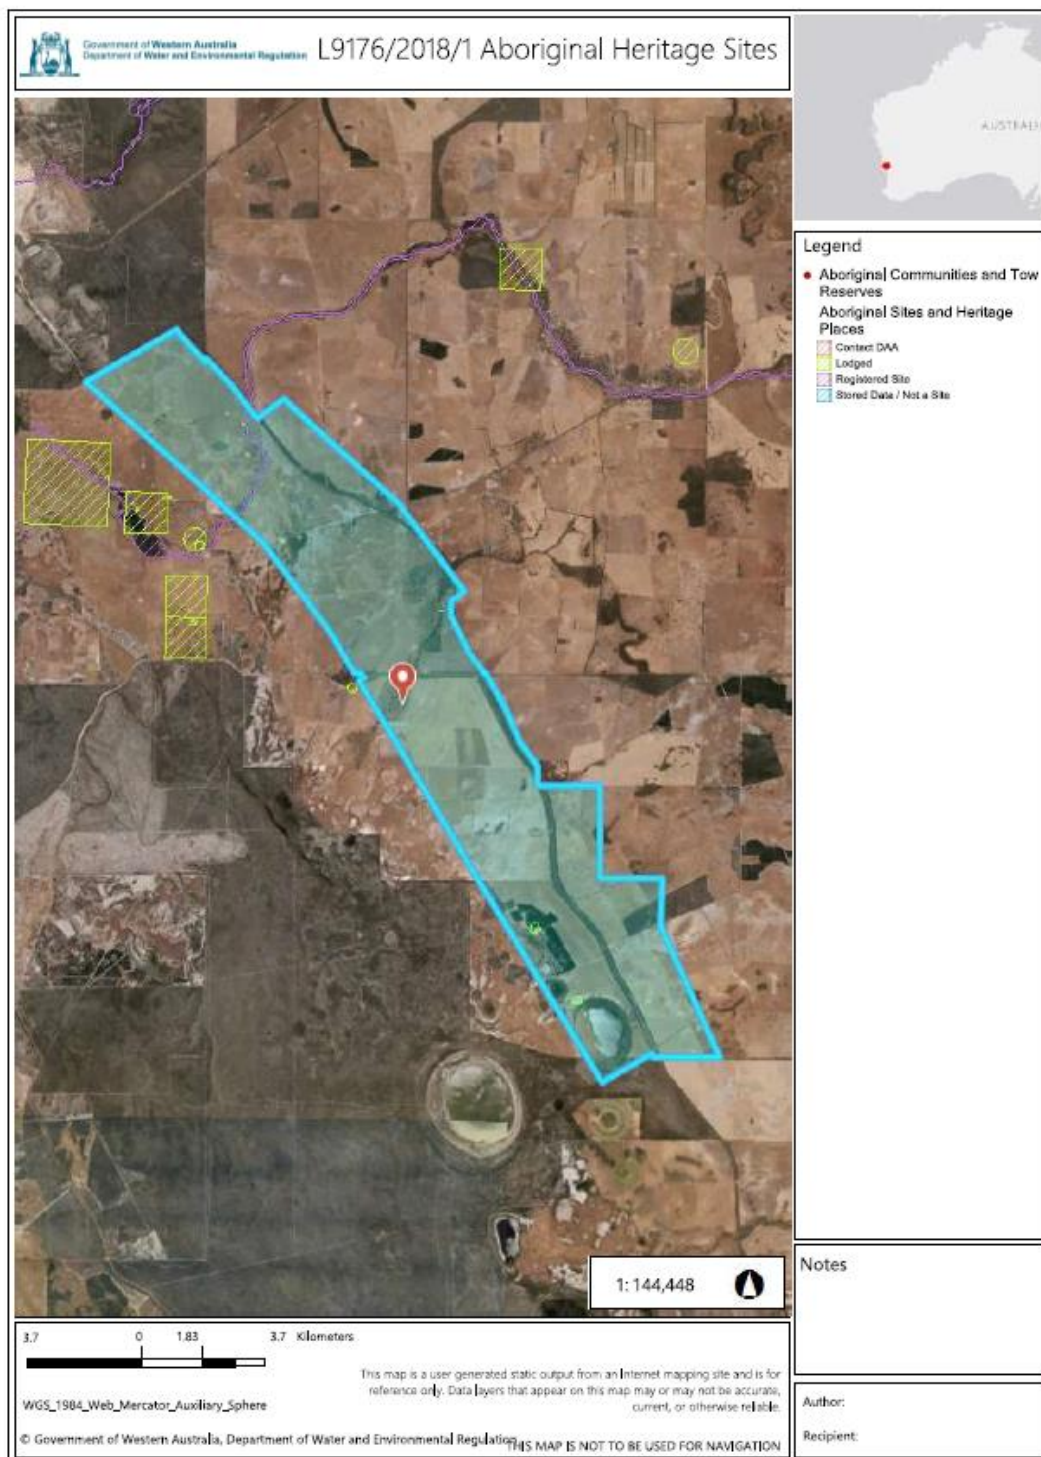 Government of Western Australia
Department of Water and Environmental Regulation
L9176/2018/1 Aboriginal Heritage Sites
AUSTRALI
Legend
Aboriginal Communities and Tow
Reserves
Aboriginal Sites and Heritage
Places
Contact DAA
Lodged
Registered Site
Stored Data / Not a Site
1: 144,448
Notes
3.7 0 1.83 3.7 Kilometers
This map is a user generated static output from an Internet mapping site and is for
reference only. Data layers that appear on this map may or may not be accurate,
current, or otherwise reliable.
WGS_1984_Web_Mercator_Auxiliary_Sphere
© Government of Western Australia, Department of Water and Environmental Regulation
THIS MAP IS NOT TO BE USED FOR NAVIGATION
Author:
Recipient: